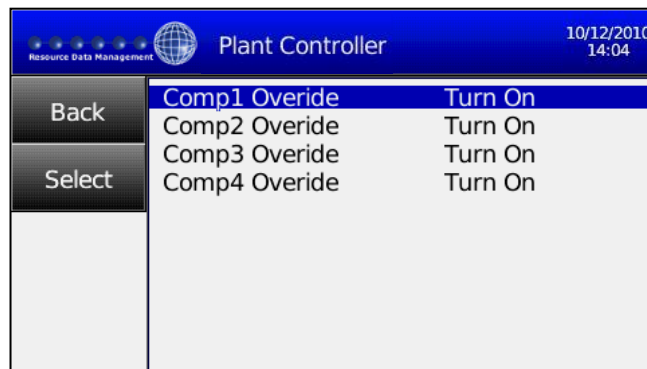 Resource Data Management
Plant Controller
10/12/2010
14:04
Back
Select
Comp1 Overide Turn On
Comp2 Overide Turn On
Comp3 Overide Turn On
Comp4 Overide Turn On